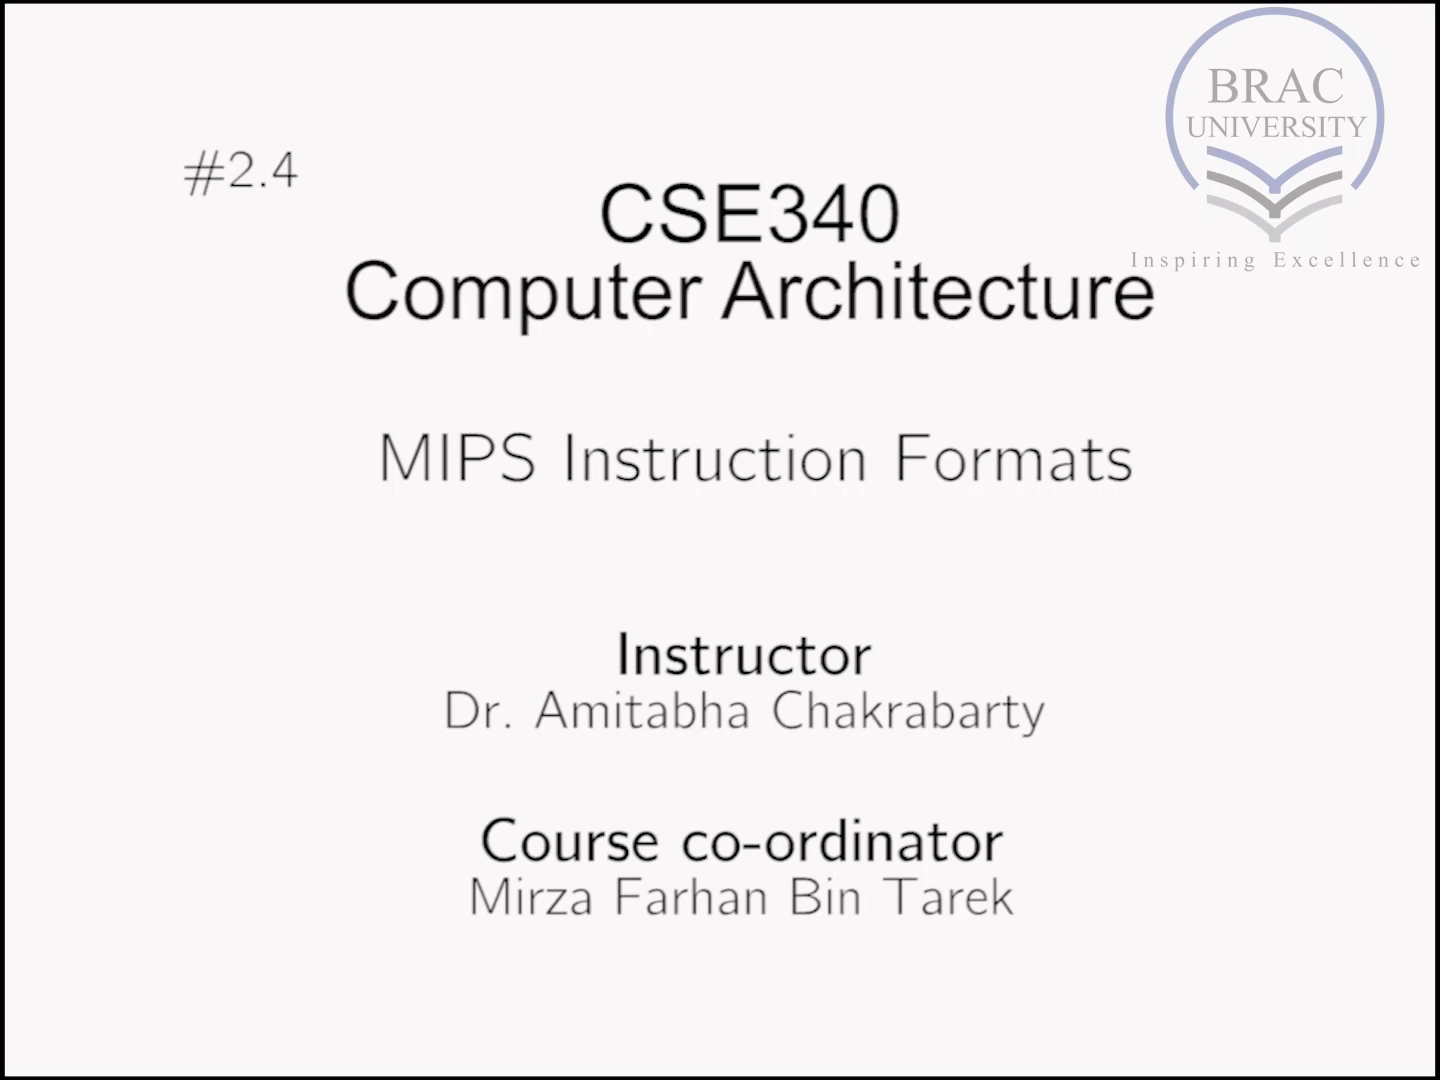 BRAC
UNIVERSITY
Inspiring Excellence
#2.4
CSE340
Computer Architecture
MIPS Instruction Formats
Instructor
Dr. Amitabha Chakrabarty
Course co-ordinator
Mirza Farhan Bin Tarek